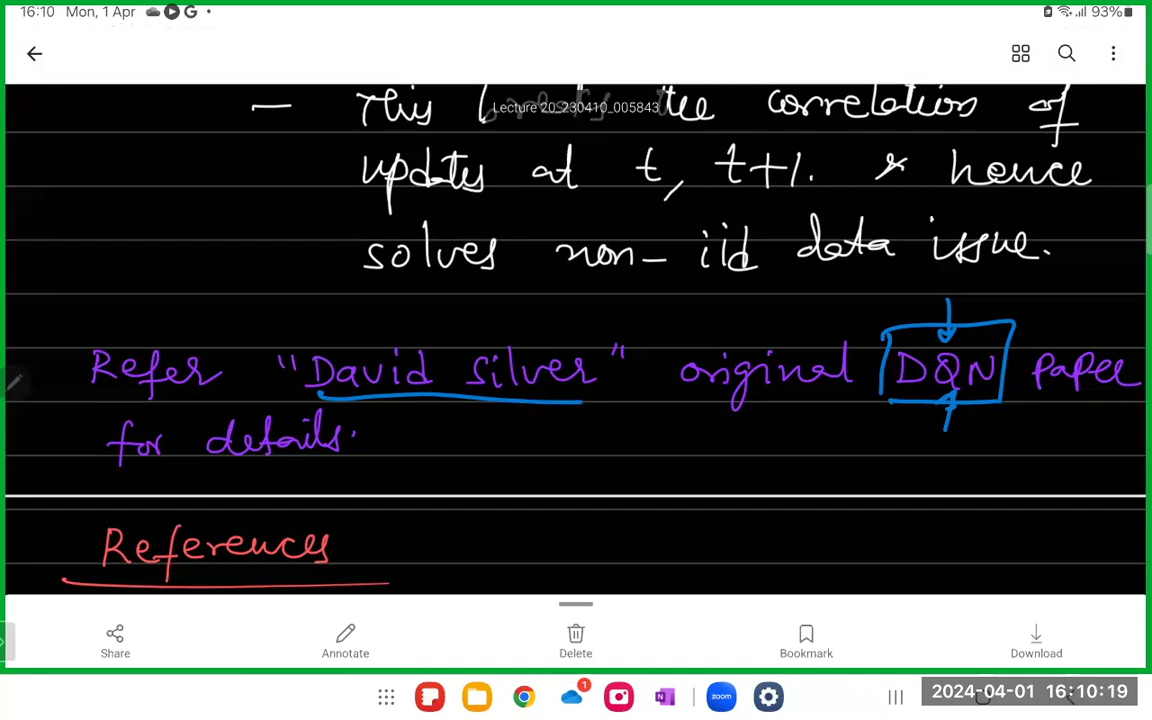 16:10 Mon, 1 Apr
93%
— This breaks the correlation of
Lecture 20_230410_005843
updates at t, t+1. & hence
solves non-iid data issue.
Refer "David Silver" original DQN Paper
for details.
References
Share Annotate Delete Bookmark Download
1
zoom
2024-04-01 16:10:19